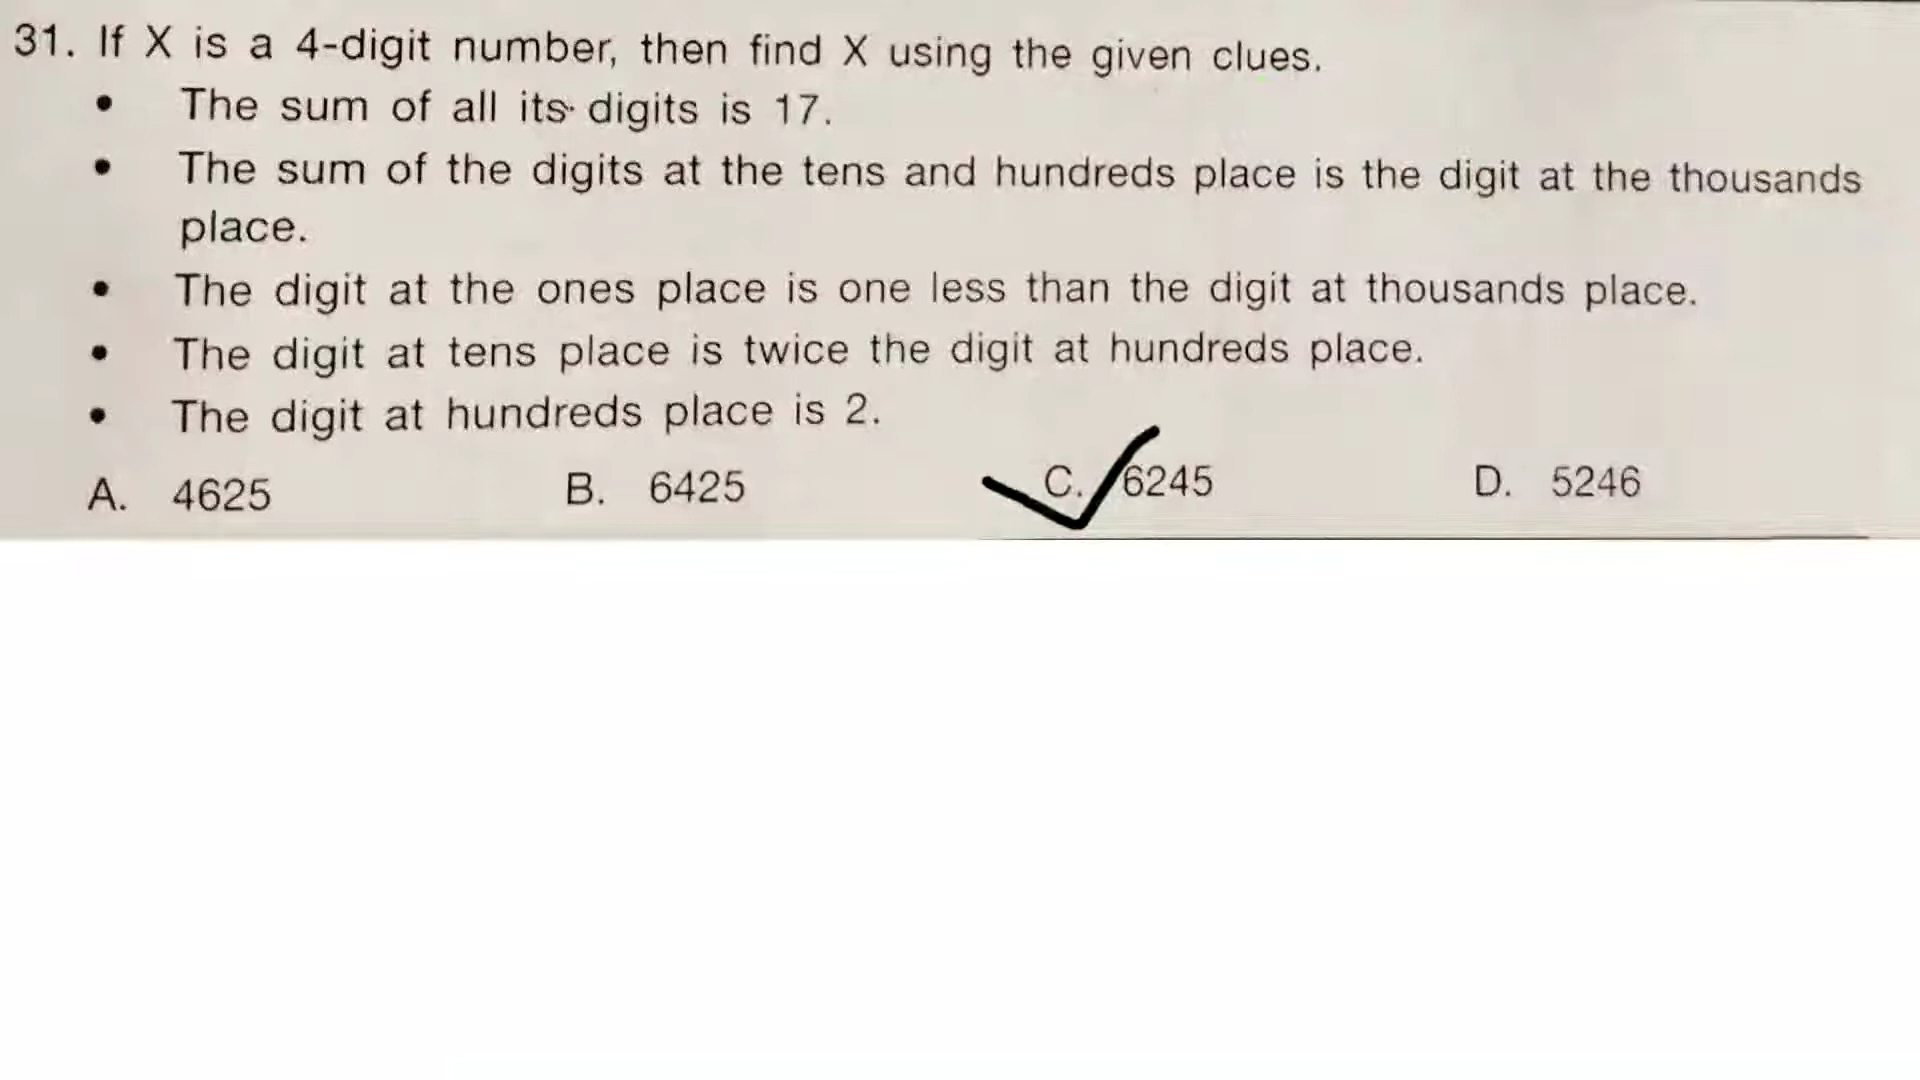 31. If X is a 4-digit number, then find X using the given clues.
• The sum of all its digits is 17.
• The sum of the digits at the tens and hundreds place is the digit at the thousands
place.
• The digit at the ones place is one less than the digit at thousands place.
• The digit at tens place is twice the digit at hundreds place.
• The digit at hundreds place is 2.
A. 4625 B. 6425 C. 6245 D. 5246